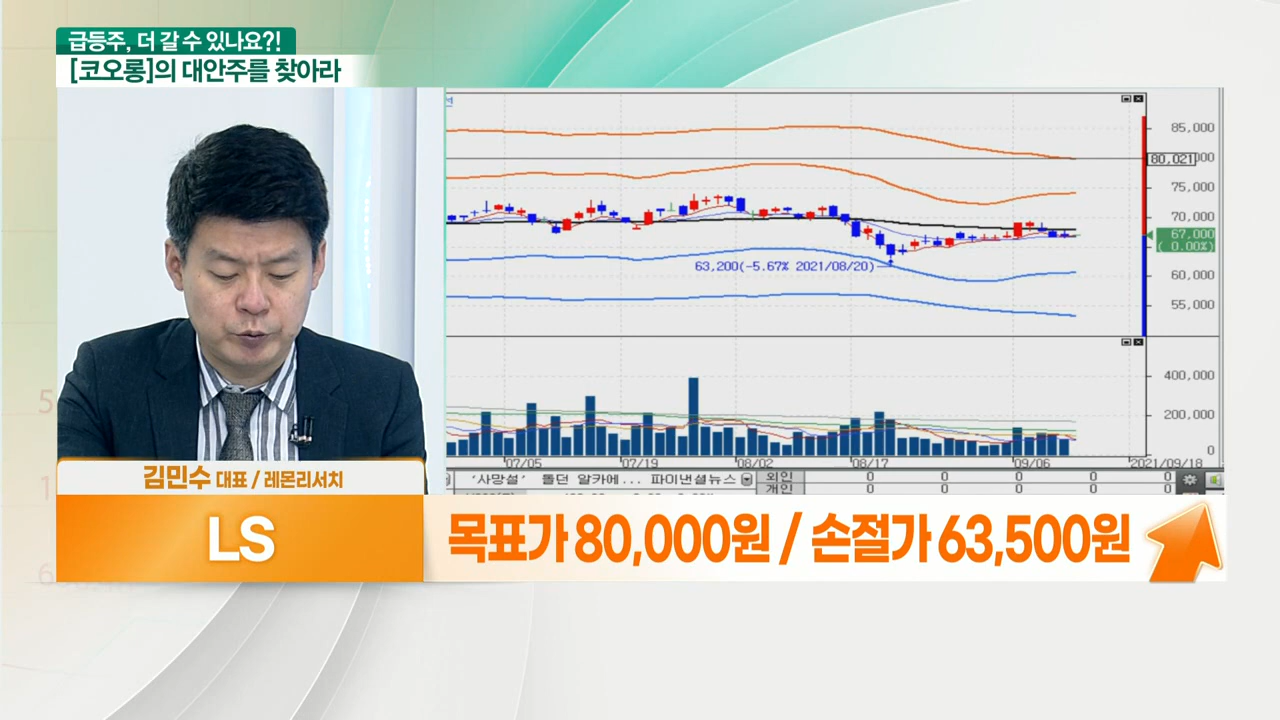 급등주, 더 갈 수 있나요?!
[코오롱]의 대안주를 찾아라
85,000
80,021
000
75,000
70,000
67,000
( 0.00%)
63,200(-5.67% 2021/08/20)
60,000
55,000
400,000
200,000
0
07/05
07/19
08/02
08/17
09/06
2021/09/18
'사망설' 돌던 알카에... 파이낸셜뉴스
외인 0 0 0 0 0
개인 0 0 0 0 0
김민수 대표 / 레몬리서치
LS
목표가 80,000원 / 손절가 63,500원